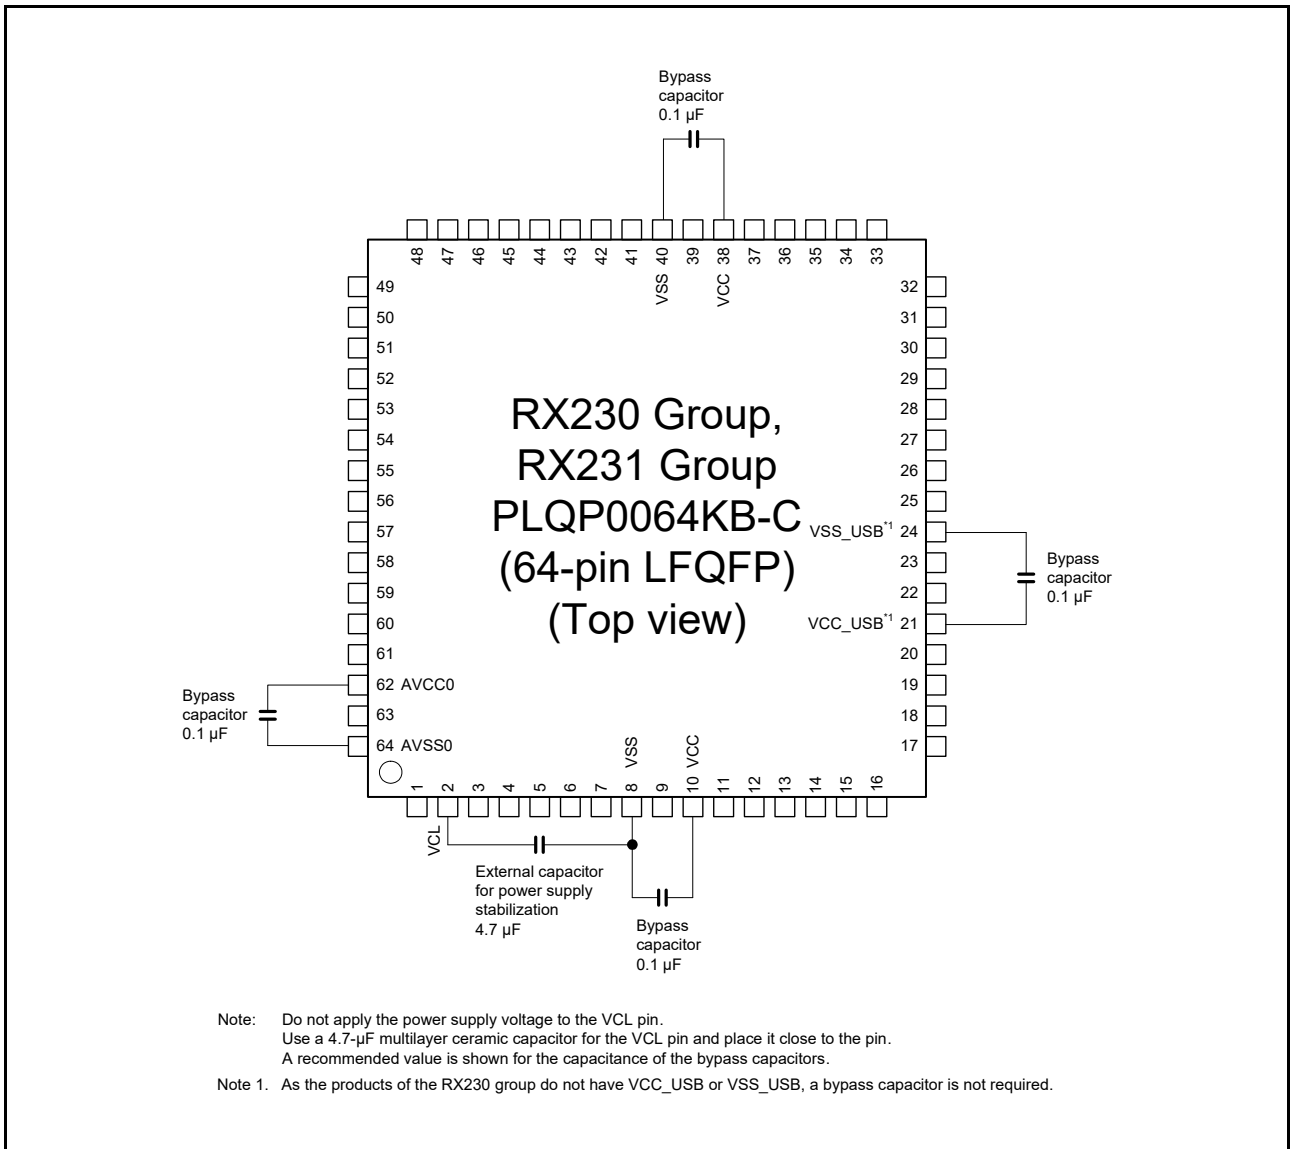 Bypass
capacitor
0.1 µF
48 47 46 45 44 43 42 41 40 39 38 37 36 35 34 33
VSS VCC
49
50
51
52
53
54
55
56
57
58
59
60
61
62 AVCC0
63
64 AVSS0
32
31
30
29
28
27
26
25
VSS_USB*1 24
23
22
VCC_USB*1 21
20
19
18
17
RX230 Group,
RX231 Group
PLQP0064KB-C
(64-pin LFQFP)
(Top view)
Bypass
capacitor
0.1 µF
Bypass
capacitor
0.1 µF
VSS VCC
1 2 3 4 5 6 7 8 9 10 11 12 13 14 15 16
VCL
External capacitor
for power supply
stabilization
4.7 µF
Bypass
capacitor
0.1 µF
Note: Do not apply the power supply voltage to the VCL pin.
Use a 4.7-µF multilayer ceramic capacitor for the VCL pin and place it close to the pin.
A recommended value is shown for the capacitance of the bypass capacitors.
Note 1. As the products of the RX230 group do not have VCC_USB or VSS_USB, a bypass capacitor is not required.